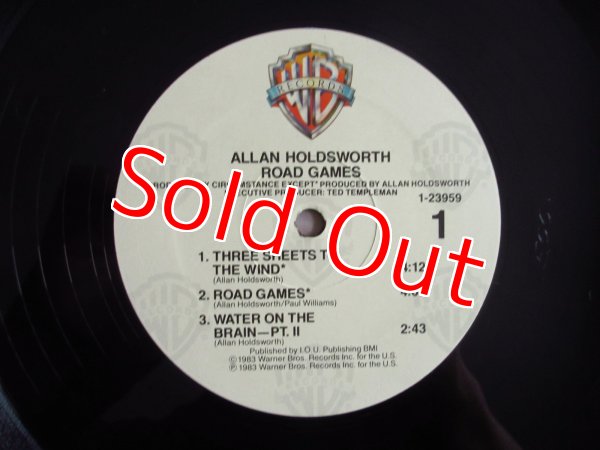 WB
RECORDS
ALLAN HOLDSWORTH
ROAD GAMES
CIRCUMSTANCE EXCEPT* PRODUCED BY ALLAN HOLDSWORTH
PRODUCER: TED TEMPLEMAN
1-23959
1
Sold Out
1. THREE SHEETS
THE WIND* 4:12
(Allan Holdsworth)
2. ROAD GAMES*
(Allan Holdsworth/Paul Williams)
3. WATER ON THE
BRAIN—PT. II 2:43
(Allan Holdsworth)
Published by I.O.U. Publishing BMI
©1983 Warner Bros. Records Inc. for the U.S.
℗1983 Warner Bros. Records Inc. for the U.S.